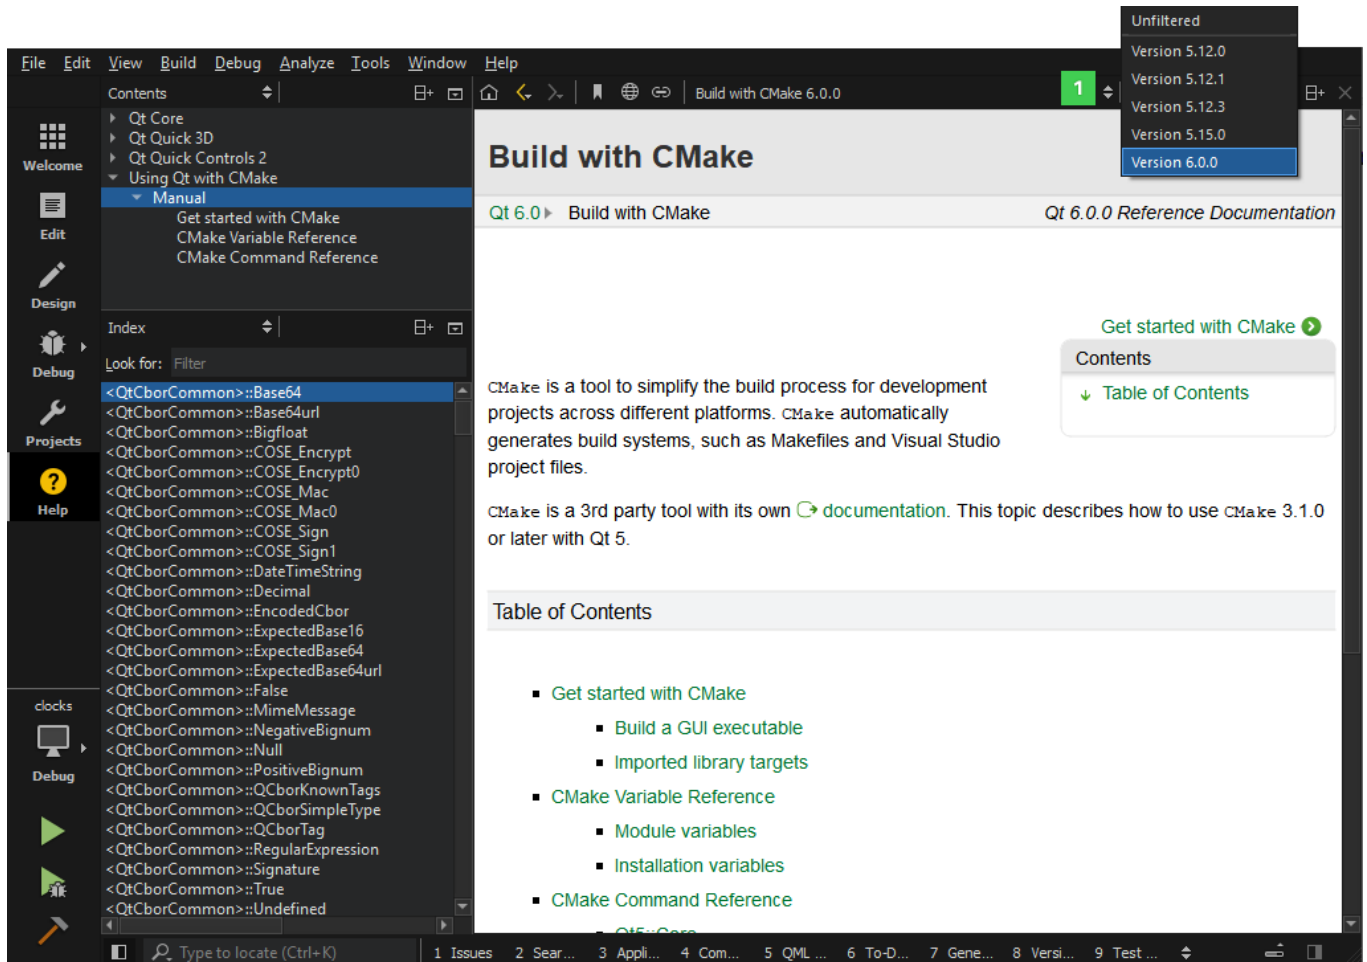 Unfiltered
Version 5.12.0
Version 5.12.1
Version 5.12.3
Version 5.15.0
Version 6.0.0
File Edit View Build Debug Analyze Tools Window Help
Contents
Build with CMake 6.0.0
1
Welcome
Edit
Design
Debug
Projects
Help
Qt Core
Qt Quick 3D
Qt Quick Controls 2
Using Qt with CMake
Manual
Get started with CMake
CMake Variable Reference
CMake Command Reference
Index
Look for: Filter
<QtCborCommon>::Base64
<QtCborCommon>::Base64url
<QtCborCommon>::Bigfloat
<QtCborCommon>::COSE_Encrypt
<QtCborCommon>::COSE_Encrypt0
<QtCborCommon>::COSE_Mac
<QtCborCommon>::COSE_Mac0
<QtCborCommon>::COSE_Sign
<QtCborCommon>::COSE_Sign1
<QtCborCommon>::DateTimeString
<QtCborCommon>::Decimal
<QtCborCommon>::EncodedCbor
<QtCborCommon>::ExpectedBase16
<QtCborCommon>::ExpectedBase64
<QtCborCommon>::ExpectedBase64url
<QtCborCommon>::False
<QtCborCommon>::MimeMessage
<QtCborCommon>::NegativeBignum
<QtCborCommon>::Null
<QtCborCommon>::PositiveBignum
<QtCborCommon>::QCborKnownTags
<QtCborCommon>::QCborSimpleType
<QtCborCommon>::QCborTag
<QtCborCommon>::RegularExpression
<QtCborCommon>::Signature
<QtCborCommon>::True
<QtCborCommon>::Undefined
clocks
Debug
Build with CMake
Qt 6.0 Build with CMake
Qt 6.0.0 Reference Documentation
Get started with CMake
Contents
Table of Contents
CMake is a tool to simplify the build process for development
projects across different platforms. CMake automatically
generates build systems, such as Makefiles and Visual Studio
project files.
CMake is a 3rd party tool with its own documentation. This topic describes how to use CMake 3.1.0
or later with Qt 5.
Table of Contents
Get started with CMake
Build a GUI executable
Imported library targets
CMake Variable Reference
Module variables
Installation variables
CMake Command Reference
Qt5::Core
Type to locate (Ctrl+K)
1 Issues 2 Sear... 3 Appli... 4 Com... 5 QML ... 6 To-D... 7 Gene... 8 Versi... 9 Test ...